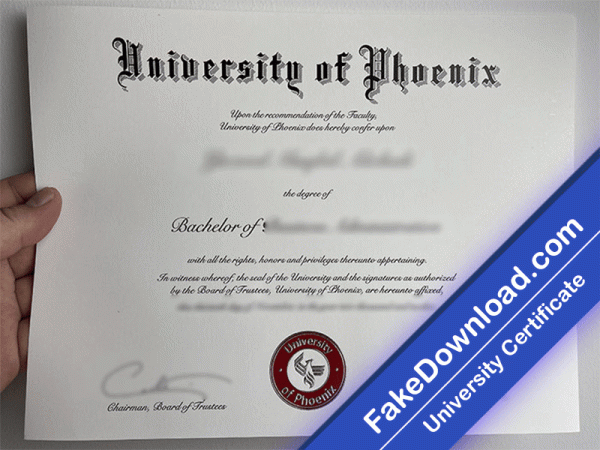 University of Phoenix
Upon the recommendation of the Faculty,
University of Phoenix does hereby confer upon
the degree of
Bachelor of
with all the rights, honors and privileges thereunto appertaining.
In witness whereof, the seal of the University and the signatures as authorized
by the Board of Trustees, University of Phoenix, are hereunto affixed,
University
of Phoenix
Chairman, Board of Trustees
FakeDownload.com
University Certificate